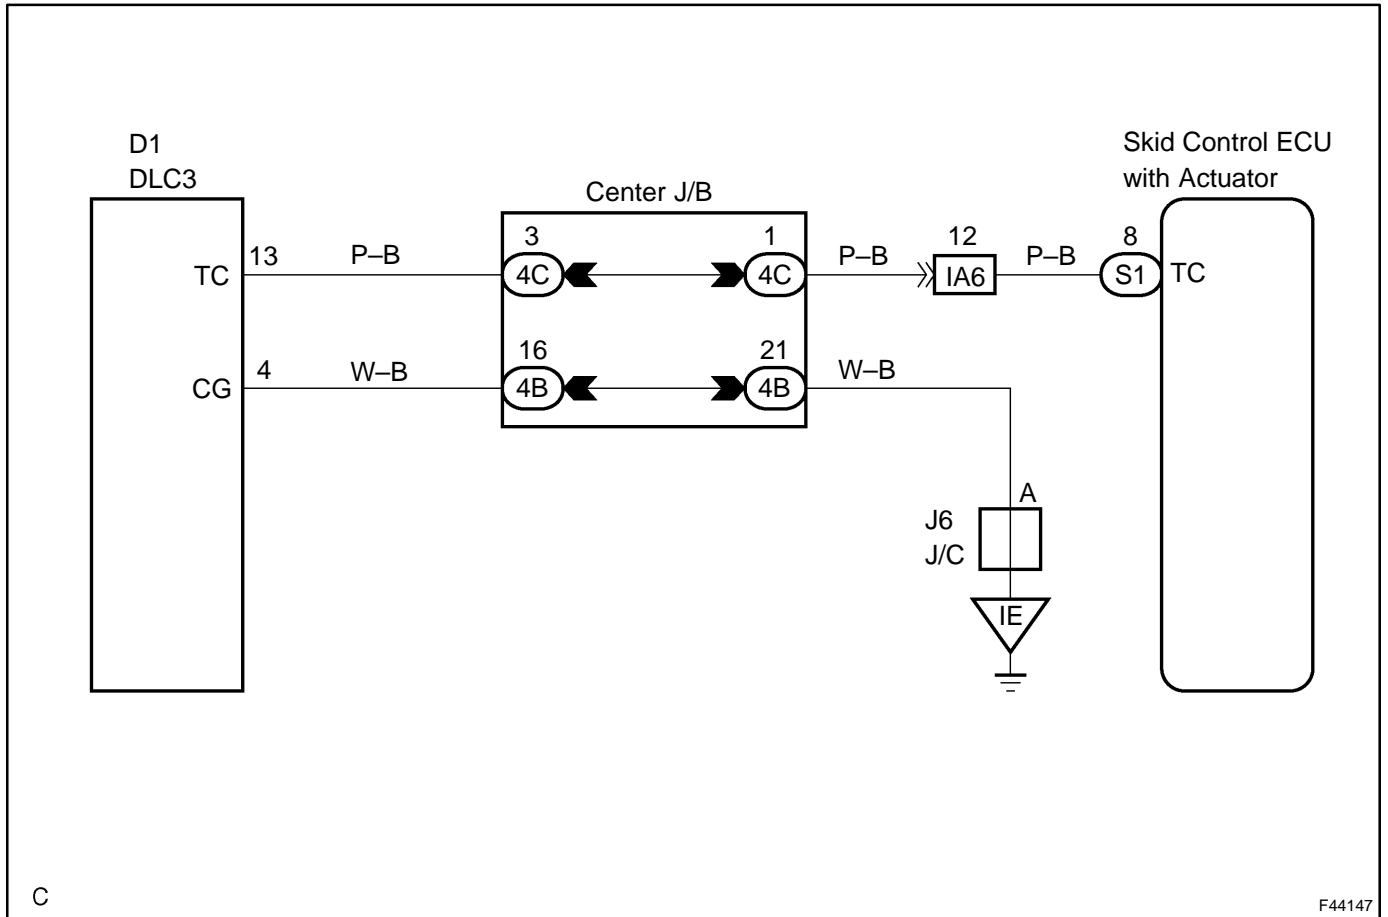 D1
DLC3
Center J/B
Skid Control ECU
with Actuator
TC 13 P–B 3 4C 1 4C P–B 12 IA6 P–B 8 S1 TC
CG 4 W–B 16 4B 21 4B W–B
A
J6
J/C
IE
C
F44147